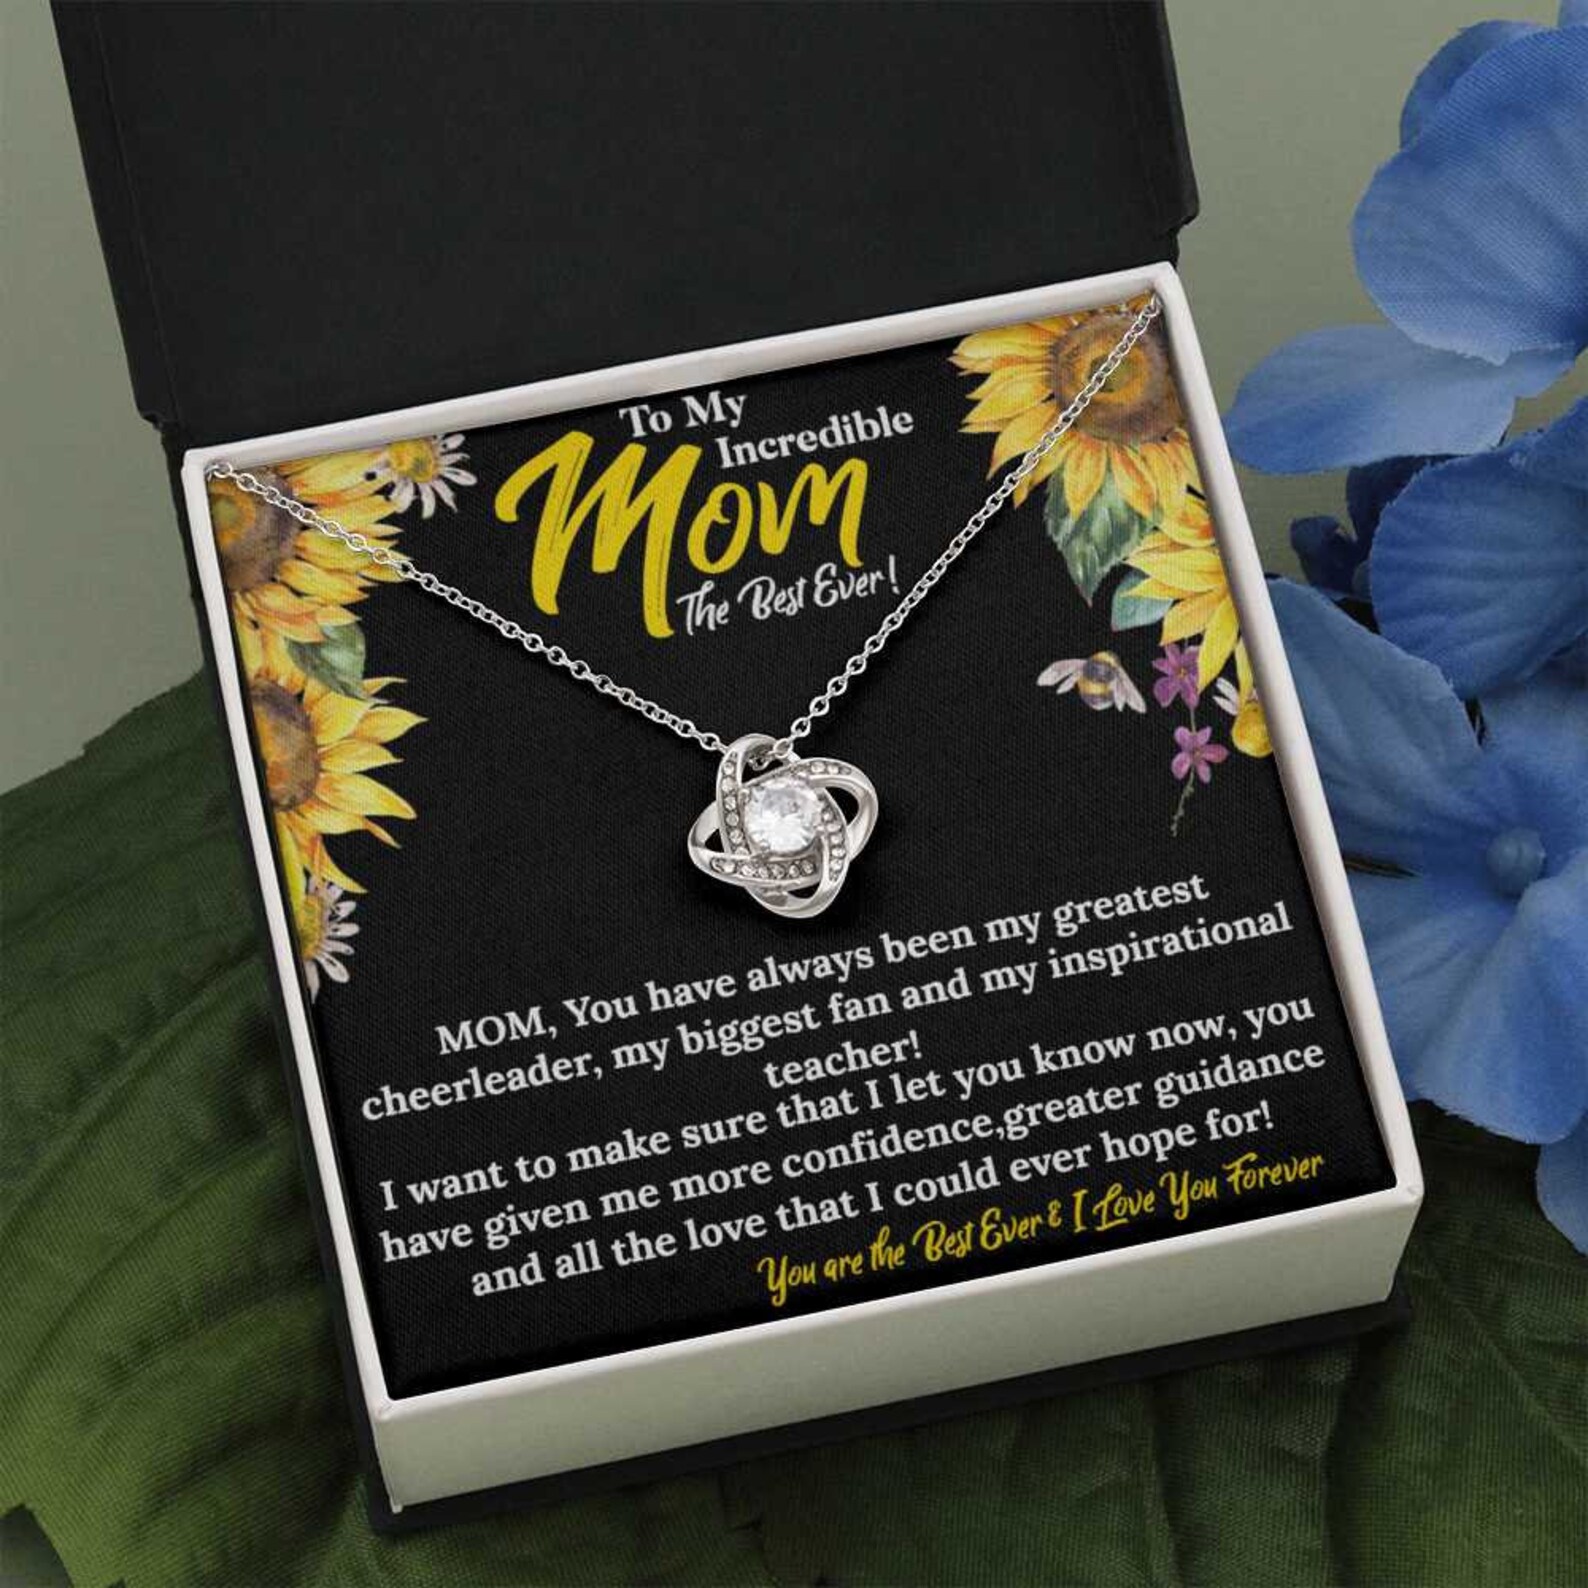 To My
Incredible
Mom
The Best Ever!
MOM, You have always been my greatest
cheerleader, my biggest fan and my inspirational
teacher!
I want to make sure that I let you know now, you
have given me more confidence,greater guidance
and all the love that I could ever hope for!
You are the Best Ever & I Love You Forever